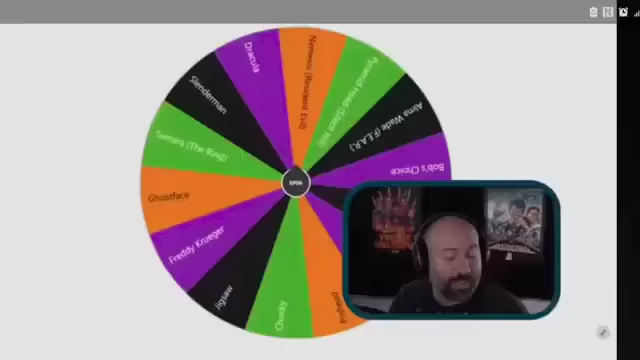 Dracula
Nemesis (Resident Evil)
Pyramid Head (Silent Hill)
Alma Wade (F.E.A.R.)
Bob's Choice
Slenderman
Samara (The Ring)
SPIN
Ghostface
Freddy Krueger
Jigsaw
Chucky
Pinhead